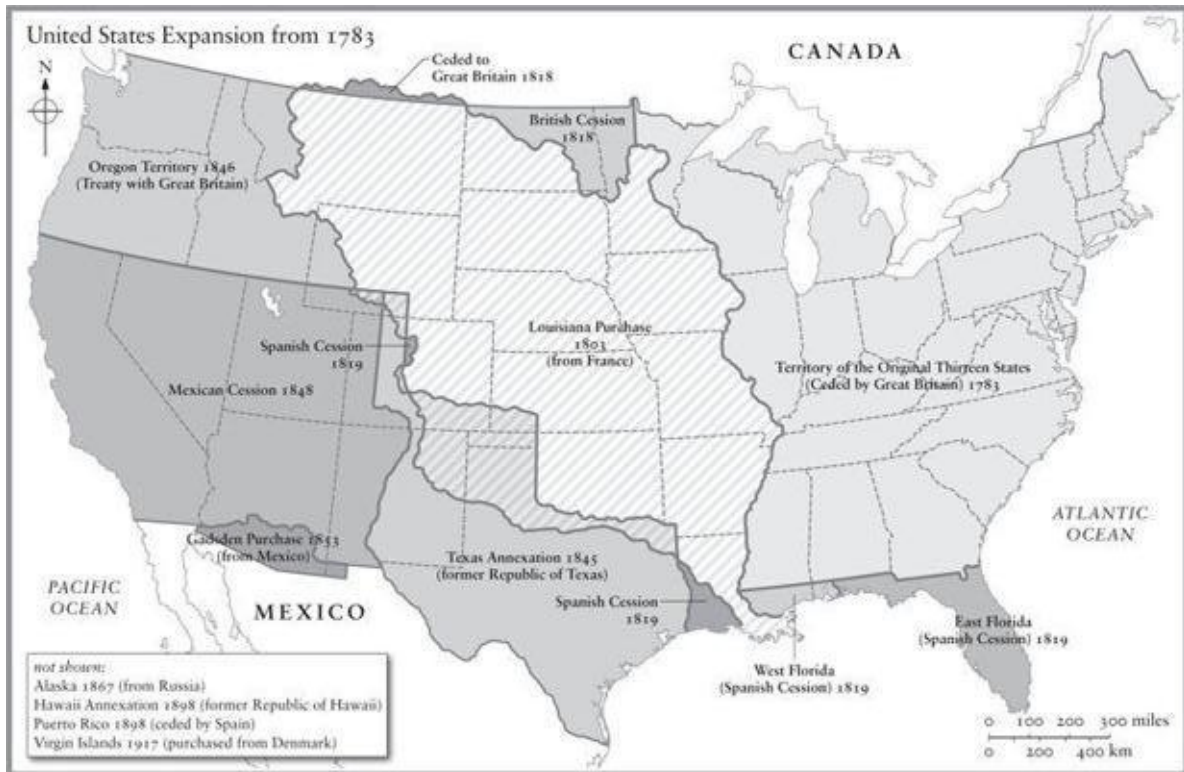 United States Expansion from 1783
N
CANADA
Ceded to
Great Britain 1818
British Cession
1818
Oregon Territory 1846
(Treaty with Great Britain)
Louisiana Purchase
1803
(from France)
Spanish Cession
1819
Mexican Cession 1848
Territory of the Original Thirteen States
(Ceded by Great Britain) 1783
ATLANTIC
OCEAN
Gadsden Purchase 1853
(from Mexico)
Texas Annexation 1845
(former Republic of Texas)
PACIFIC
OCEAN
MEXICO
Spanish Cession
1819
East Florida
(Spanish Cession) 1819
West Florida
(Spanish Cession) 1819
not shown:
Alaska 1867 (from Russia)
Hawaii Annexation 1898 (former Republic of Hawaii)
Puerto Rico 1898 (ceded by Spain)
Virgin Islands 1917 (purchased from Denmark)
0 100 200 300 miles
0 200 400 km